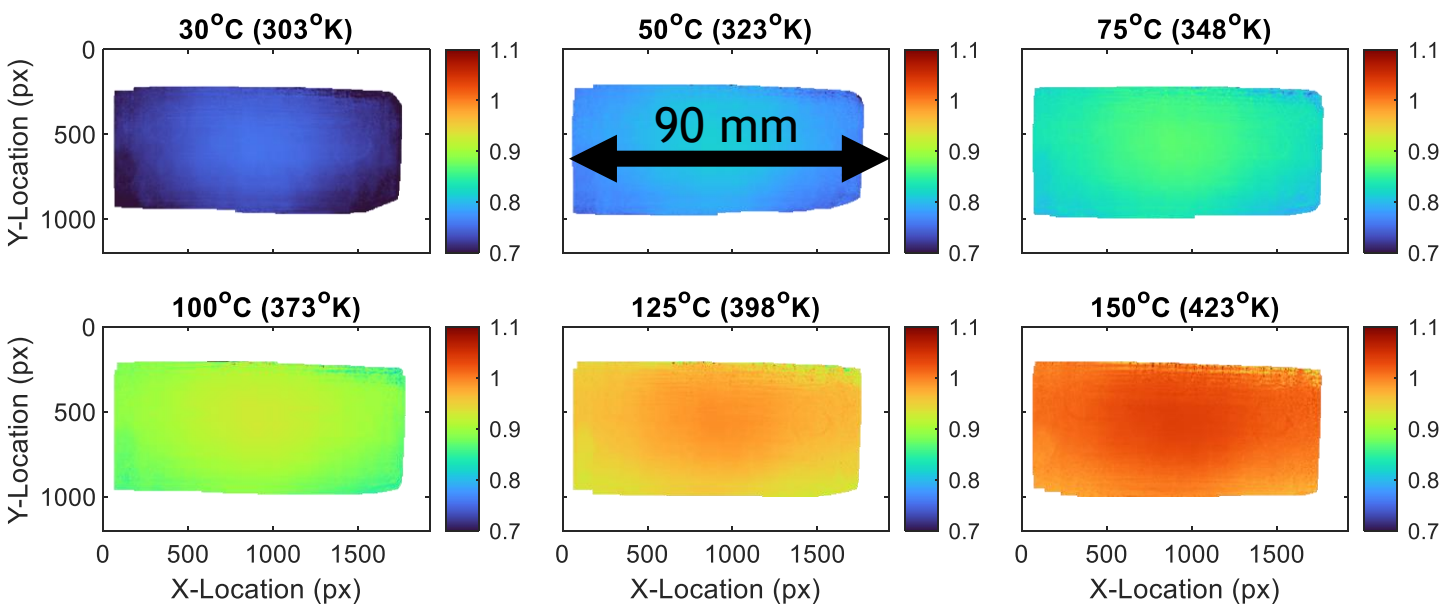 30°C (303°K)
50°C (323°K)
75°C (348°K)
0
500
1000
Y-Location (px)
1.1
1
0.9
0.8
0.7
90 mm
1.1
1
0.9
0.8
0.7
1.1
1
0.9
0.8
0.7
100°C (373°K)
125°C (398°K)
150°C (423°K)
0
500
1000
Y-Location (px)
1.1
1
0.9
0.8
0.7
1.1
1
0.9
0.8
0.7
1.1
1
0.9
0.8
0.7
0 500 1000 1500
X-Location (px)
0 500 1000 1500
X-Location (px)
0 500 1000 1500
X-Location (px)